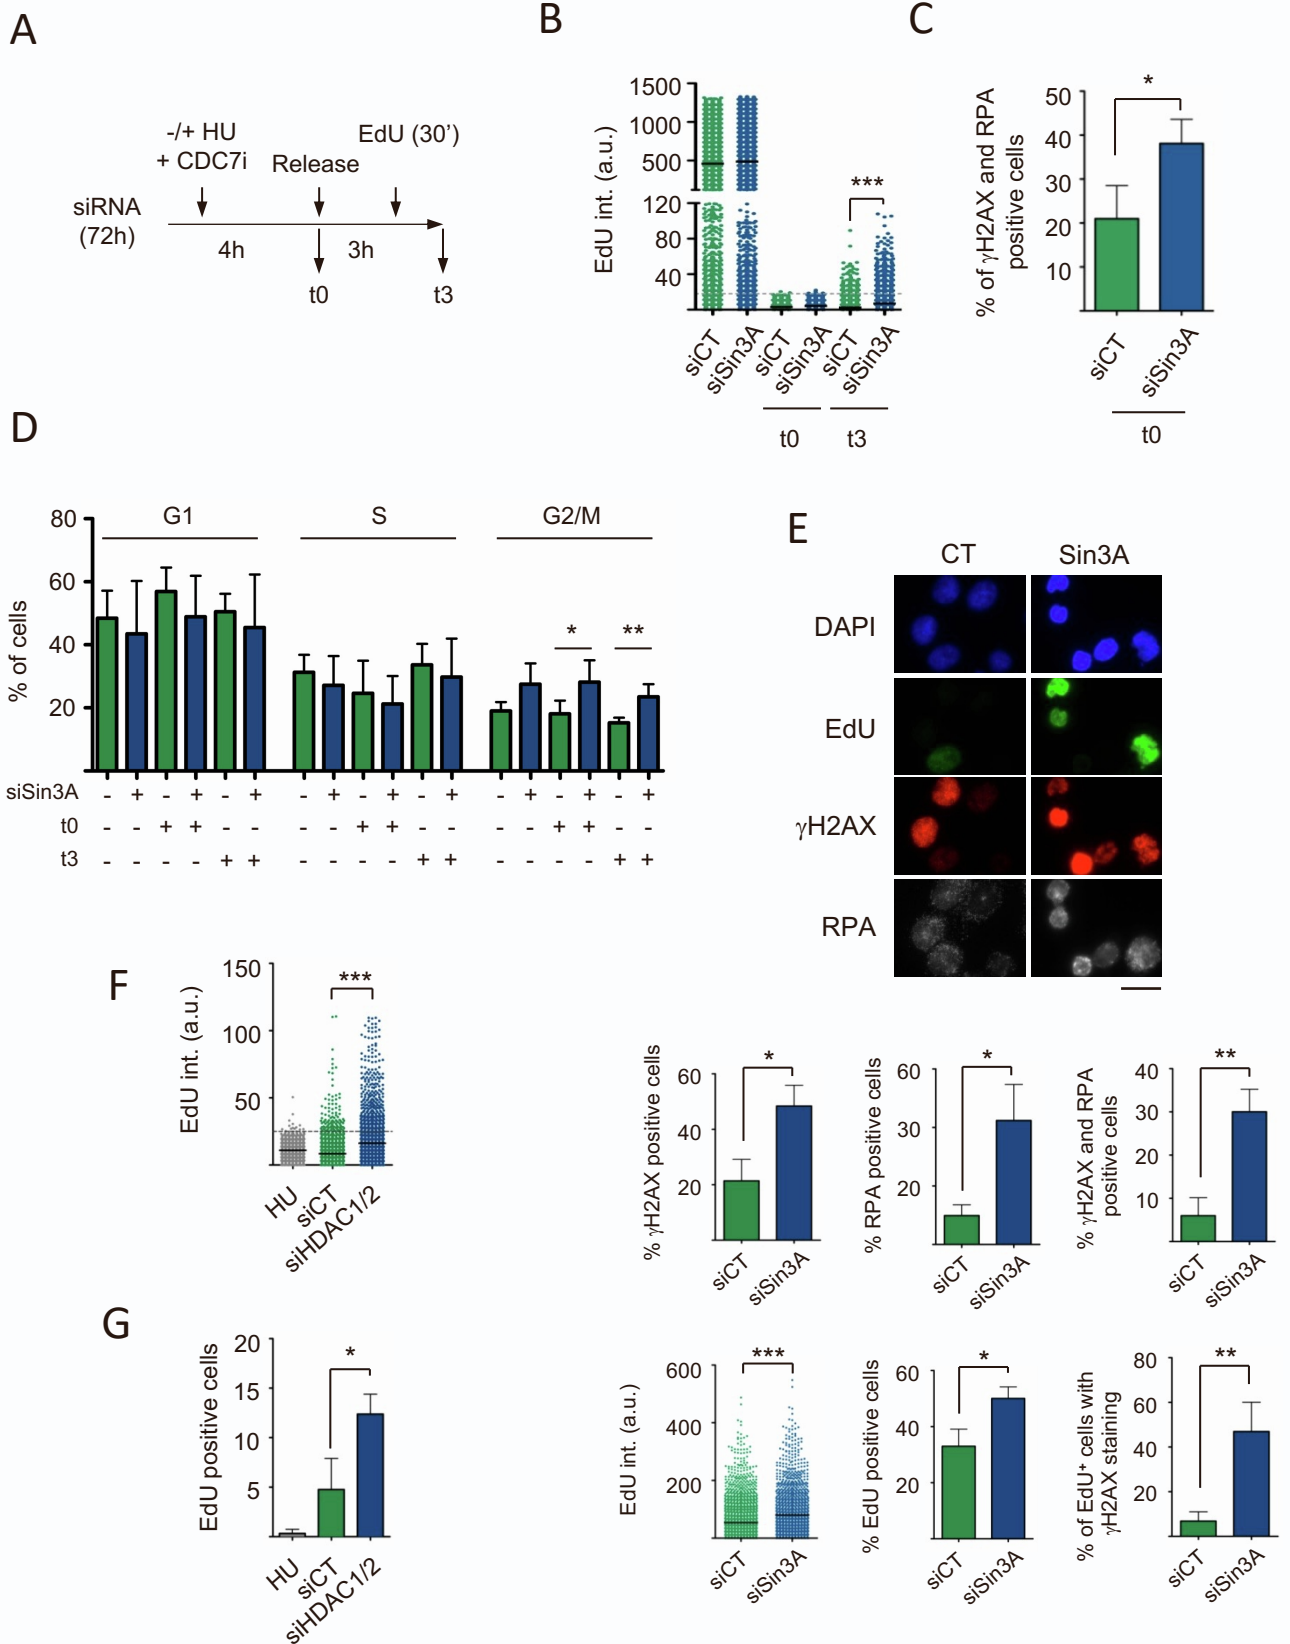 A
-/+ HU
+ CDC7i
EdU (30’)
Release
siRNA
(72h)
4h
3h
t0
t3
B
EdU int. (a.u.)
1500
1000
500
120
80
40
***
siCT
siSin3A
siCT
siSin3A
siCT
siSin3A
t0
t3
C
% of γH2AX and RPA
positive cells
50
40
30
20
10
*
siCT
siSin3A
t0
D
% of cells
80
60
40
20
G1
S
G2/M
*
**
siSin3A - + - + - + - + - + - + - + - + - +
t0 - - + + - - - - + + - - - - + + - -
t3 - - - - + + - - - - + + - - - - + +
E
CT
Sin3A
DAPI
EdU
γH2AX
RPA
% γH2AX positive cells
60
40
20
*
siCT
siSin3A
% RPA positive cells
60
30
20
*
siCT
siSin3A
% γH2AX and RPA
positive cells
40
30
20
10
**
siCT
siSin3A
EdU int. (a.u.)
600
400
200
***
siCT
siSin3A
% EdU positive cells
60
40
20
*
siCT
siSin3A
% of EdU⁺ cells with
γH2AX staining
80
60
40
20
**
siCT
siSin3A
F
EdU int. (a.u.)
150
100
50
***
HU
siCT
siHDAC1/2
G
EdU positive cells
20
15
10
5
*
HU
siCT
siHDAC1/2